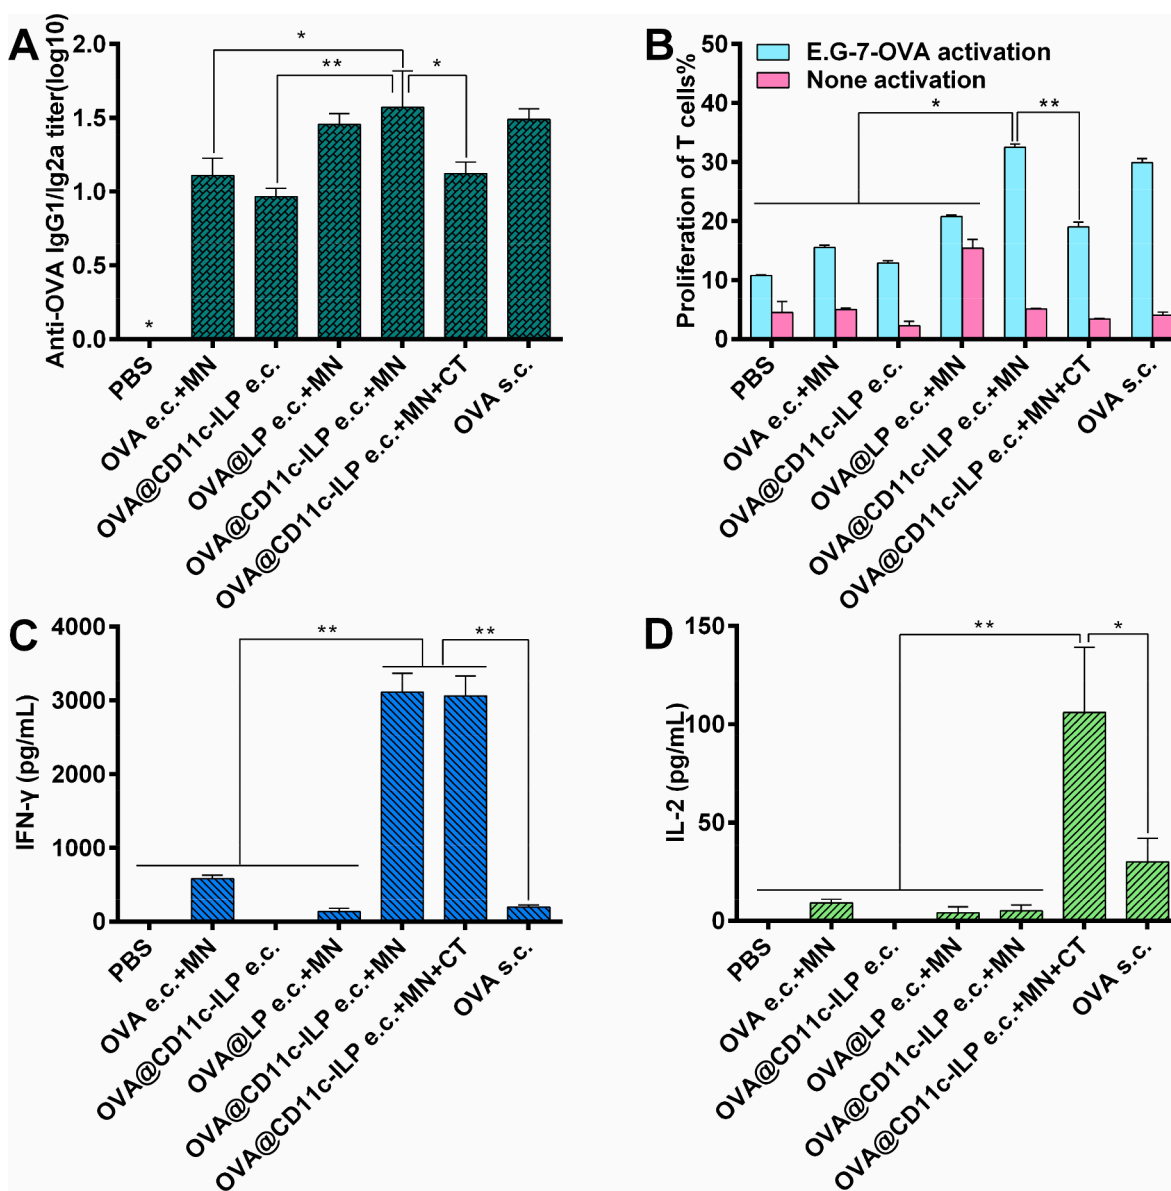 A
Anti-OVA IgG1/Ig2a titer(log10)
2.0
1.5
1.0
0.5
0.0
*
*
**
*
PBS
OVA e.c.+MN
OVA@CD11c-ILP e.c.
OVA@LP e.c.+MN
OVA@CD11c-ILP e.c.+MN
OVA@CD11c-ILP e.c.+MN+CT
OVA s.c.
B
Proliferation of T cells%
50
40
30
20
10
0
E.G-7-OVA activation
None activation
*
**
PBS
OVA e.c.+MN
OVA@CD11c-ILP e.c.
OVA@LP e.c.+MN
OVA@CD11c-ILP e.c.+MN
OVA@CD11c-ILP e.c.+MN+CT
OVA s.c.
C
IFN-γ (pg/mL)
4000
3000
2000
1000
0
**
**
PBS
OVA e.c.+MN
OVA@CD11c-ILP e.c.
OVA@LP e.c.+MN
OVA@CD11c-ILP e.c.+MN
OVA@CD11c-ILP e.c.+MN+CT
OVA s.c.
D
IL-2 (pg/mL)
150
100
50
0
**
*
PBS
OVA e.c.+MN
OVA@CD11c-ILP e.c.
OVA@LP e.c.+MN
OVA@CD11c-ILP e.c.+MN
OVA@CD11c-ILP e.c.+MN+CT
OVA s.c.